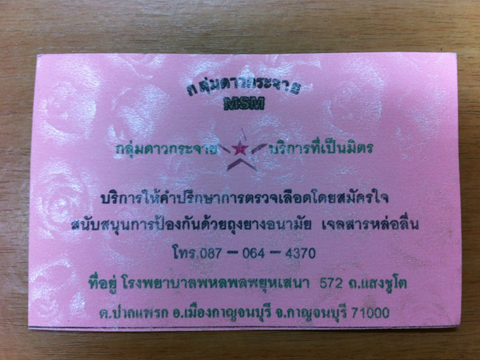 กลุ่มดาวกระจาย
MSM
กลุ่มดาวกระจาย บริการที่เป็นมิตร
บริการให้คำปรึกษาการตรวจเลือดโดยสมัครใจ
สนับสนุนการป้องกันด้วยถุงยางอนามัย เจลสารหล่อลื่น
โทร.087 - 064 - 4370
ที่อยู่ โรงพยาบาลพหลพลพยุหเสนา 572 ถ.แสงชูโต
ต.ปากแพรก อ.เมืองกาญจนบุรี จ.กาญจนบุรี 71000